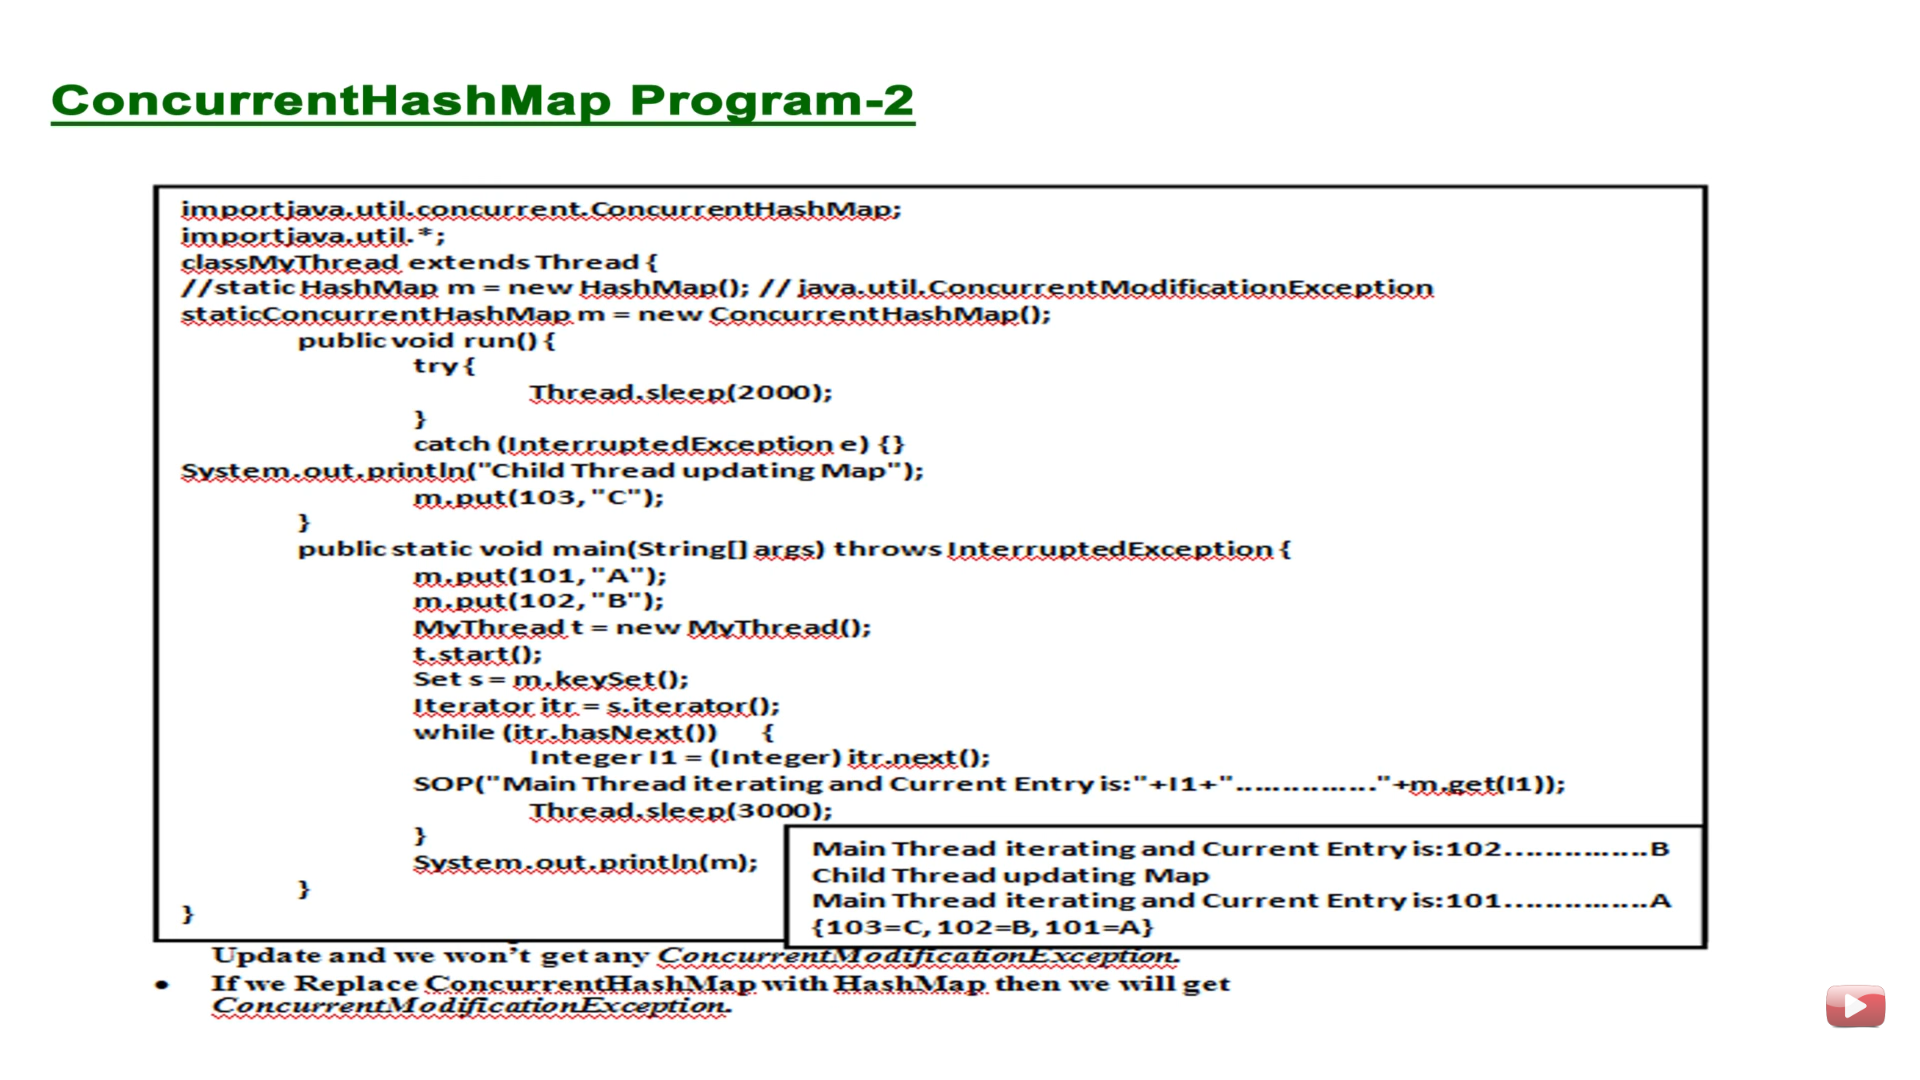 ConcurrentHashMap Program-2
importjava.util.concurrent.ConcurrentHashMap;
importjava.util.*;
classMyThread extends Thread {
//static HashMap m = new HashMap(); // java.util.ConcurrentModificationException
staticConcurrentHashMap m = new ConcurrentHashMap();
public void run() {
try {
Thread.sleep(2000);
}
catch (InterruptedException e) {}
System.out.println("Child Thread updating Map");
m.put(103, "C");
}
public static void main(String[] args) throws InterruptedException {
m.put(101, "A");
m.put(102, "B");
MyThread t = new MyThread();
t.start();
Set s = m.keySet();
Iterator itr = s.iterator();
while (itr.hasNext()) {
Integer I1 = (Integer) itr.next();
SOP("Main Thread iterating and Current Entry is:"+I1+"..............."+m.get(I1));
Thread.sleep(3000);
}
System.out.println(m);
}
}
Main Thread iterating and Current Entry is:102...............B
Child Thread updating Map
Main Thread iterating and Current Entry is:101...............A
{103=C, 102=B, 101=A}
Update and we won't get any ConcurrentModificationException.
• If we Replace ConcurrentHashMap with HashMap then we will get
ConcurrentModificationException.